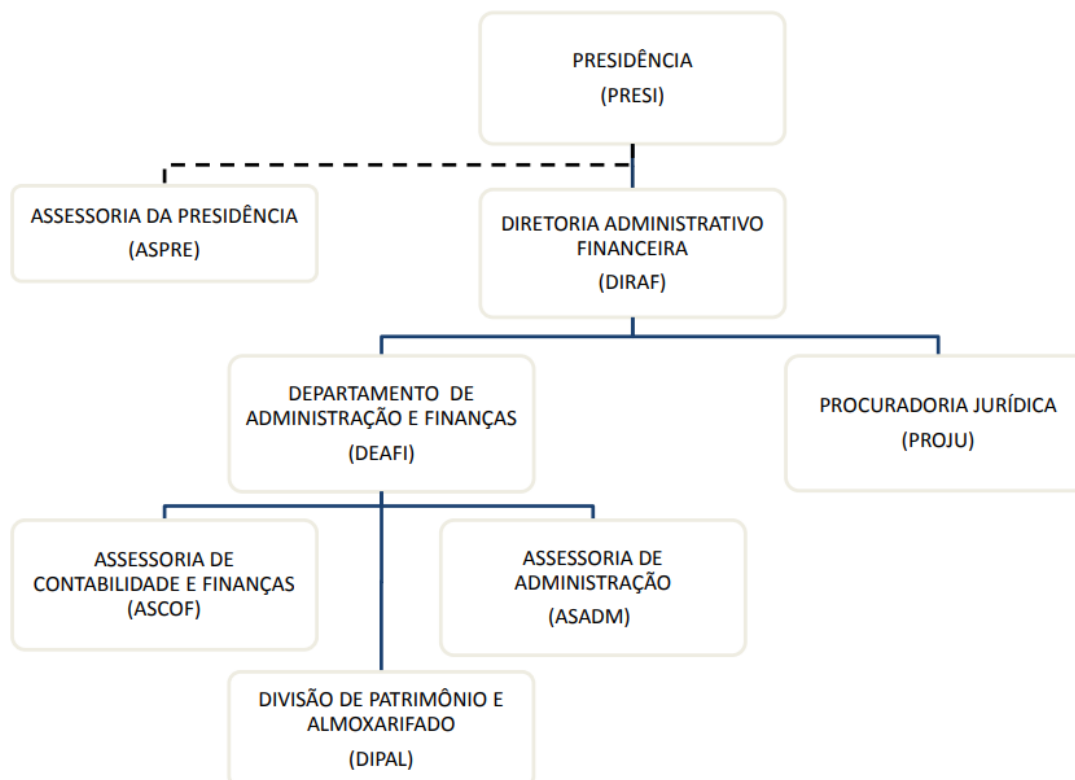 PRESIDÊNCIA
(PRESI)
ASSESSORIA DA PRESIDÊNCIA
(ASPRE)
DIRETORIA ADMINISTRATIVO
FINANCEIRA
(DIRAF)
DEPARTAMENTO DE
ADMINISTRAÇÃO E FINANÇAS
(DEAFI)
PROCURADORIA JURÍDICA
(PROJU)
ASSESSORIA DE
CONTABILIDADE E FINANÇAS
(ASCOF)
ASSESSORIA DE
ADMINISTRAÇÃO
(ASADM)
DIVISÃO DE PATRIMÔNIO E
ALMOXARIFADO
(DIPAL)